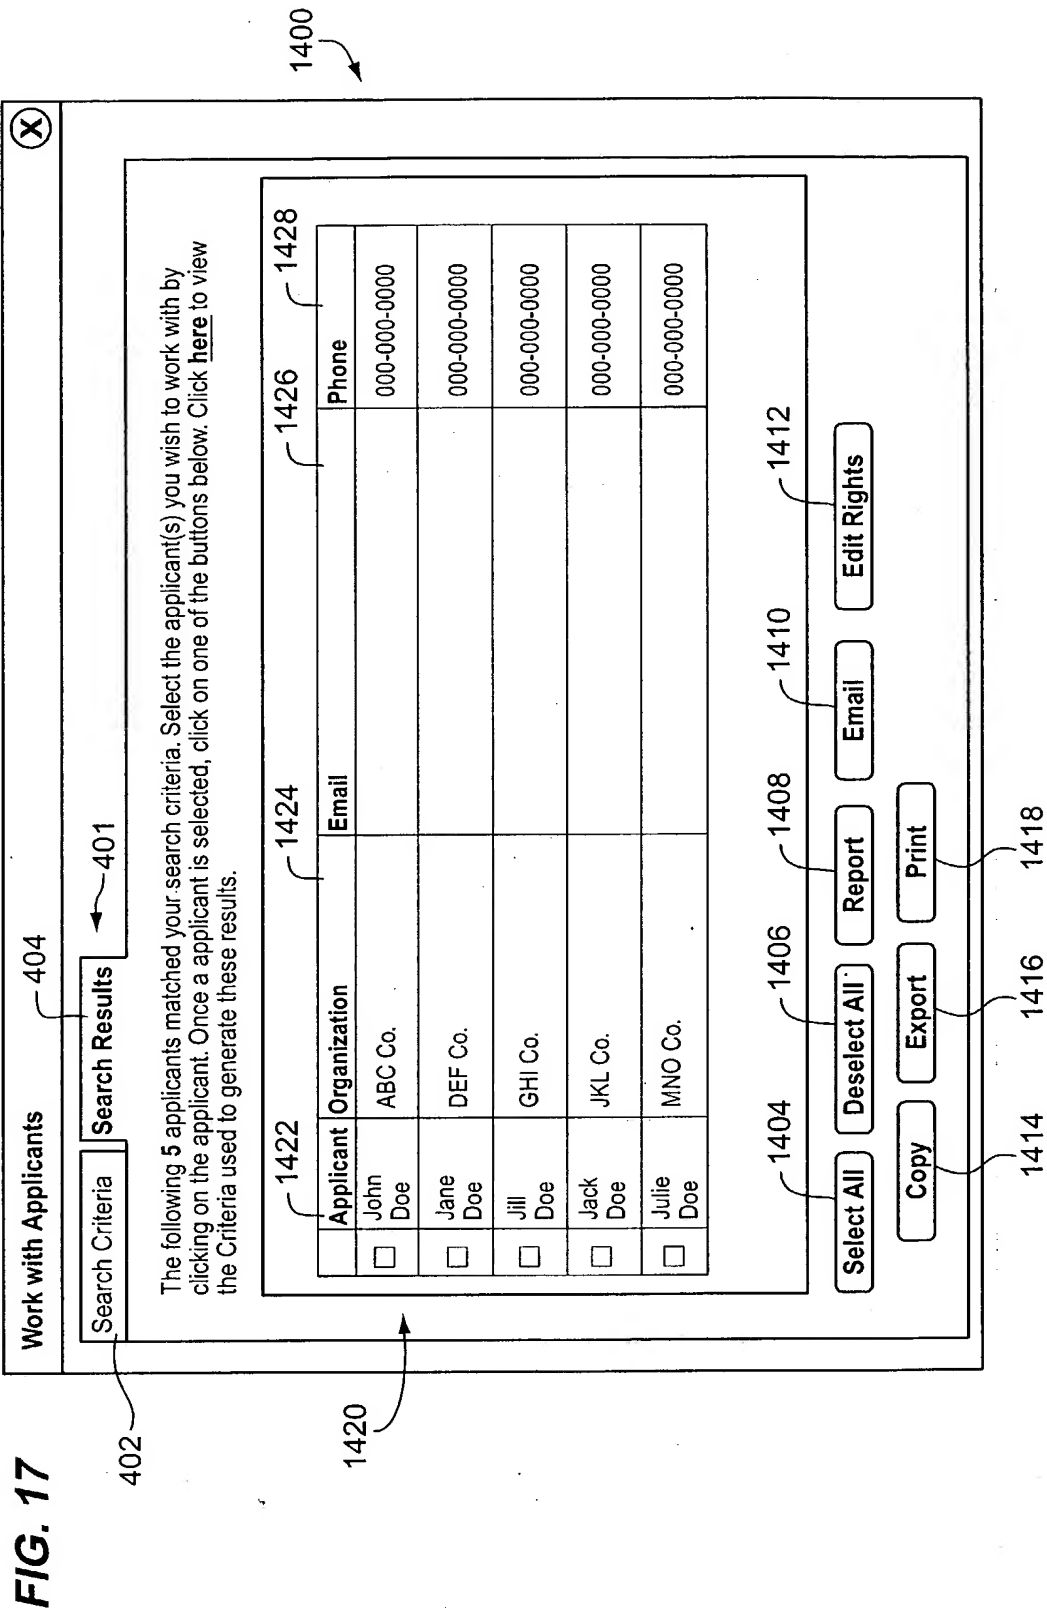 FIG. 17
1400
Work with Applicants
X
404
401
402
Search Criteria
Search Results
The following 5 applicants matched your search criteria. Select the applicant(s) you wish to work with by
clicking on the applicant. Once a applicant is selected, click on one of the buttons below. Click here to view
the Criteria used to generate these results.
1420
1422
1424
1426
1428
Applicant Organization Email Phone
John Doe ABC Co. 000-000-0000
Jane Doe DEF Co. 000-000-0000
Jill Doe GHI Co. 000-000-0000
Jack Doe JKL Co. 000-000-0000
Julie Doe MNO Co. 000-000-0000
1404
1406
1408
1410
1412
Select All Deselect All Report Email Edit Rights
Copy Export Print
1414
1416
1418